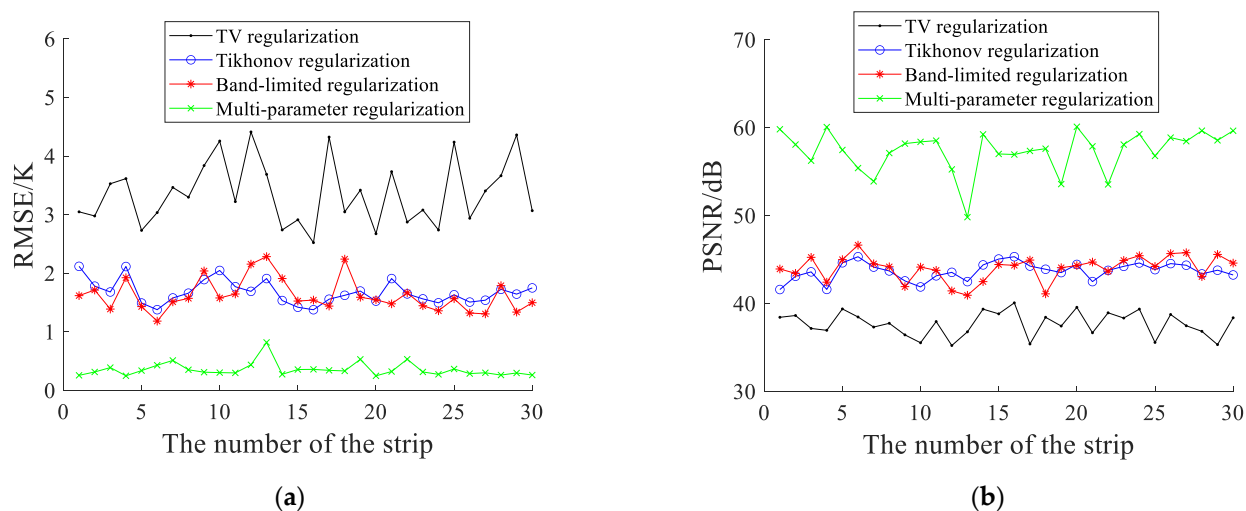 TV regularization
Tikhonov regularization
Band-limited regularization
Multi-parameter regularization
6
5
4
3
2
1
0
RMSE/K
0 5 10 15 20 25 30
The number of the strip
(a)
TV regularization
Tikhonov regularization
Band-limited regularization
Multi-parameter regularization
70
60
50
40
30
PSNR/dB
0 5 10 15 20 25 30
The number of the strip
(b)